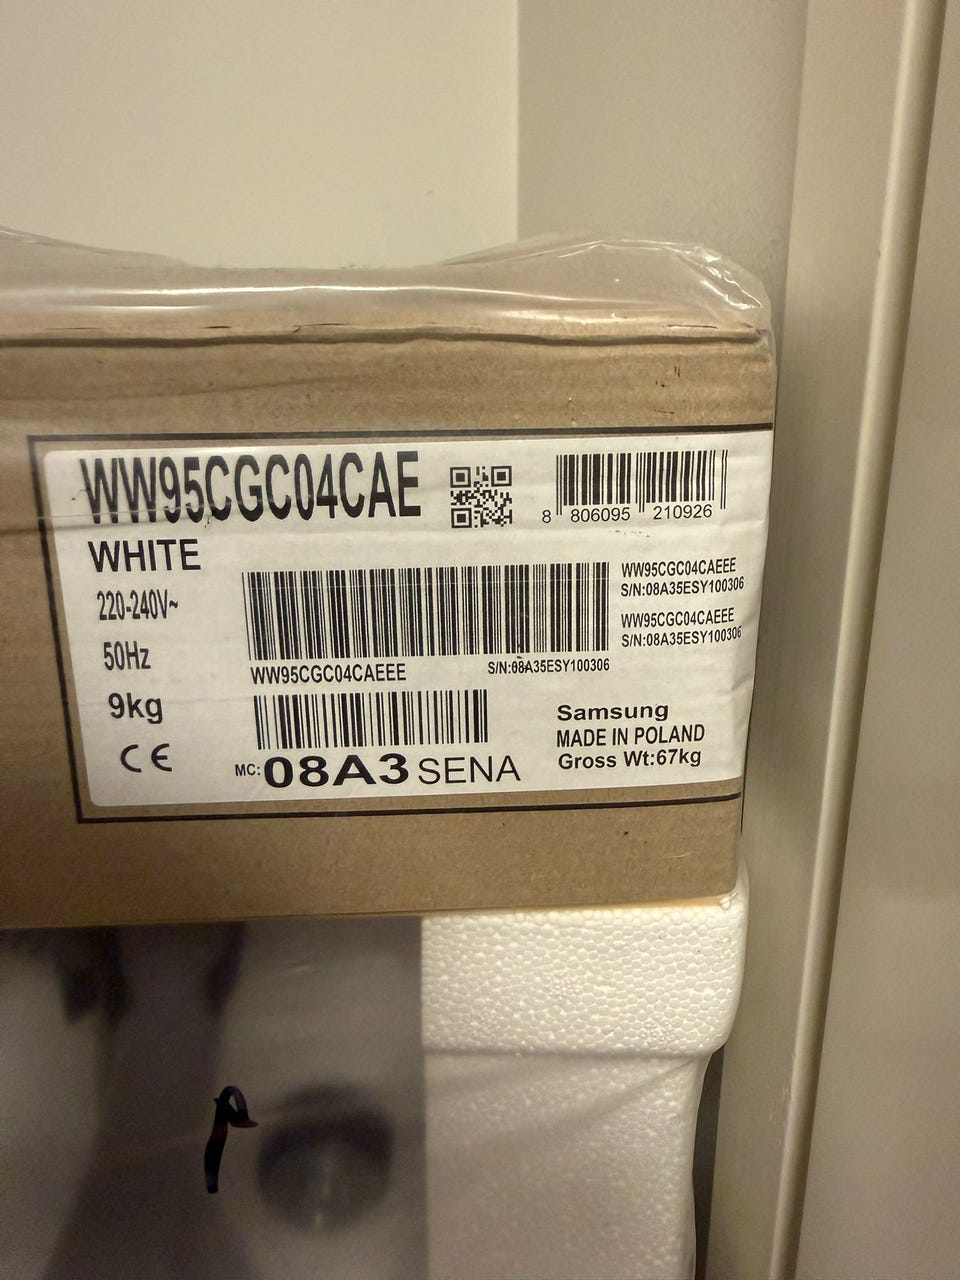 WW95CGC04CAE
8 806095 210926
WHITE
220-240V~
50Hz
9kg
CE
WW95CGC04CAEEE
S/N:08A35ESY100306
WW95CGC04CAEEE
S/N:08A35ESY100306
WW95CGC04CAEEE S/N:08A35ESY100306
MC: 08A3 SENA
Samsung
MADE IN POLAND
Gross Wt:67kg